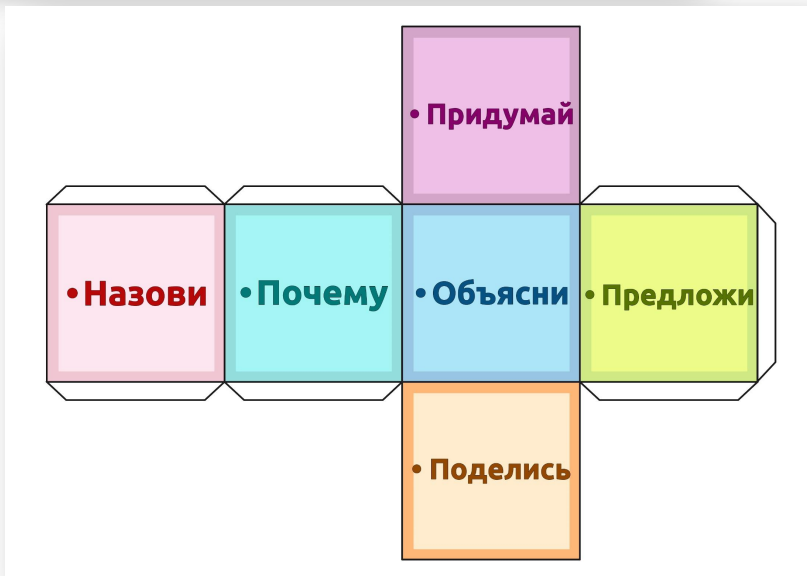 • Придумай
• Назови
• Почему
• Объясни
• Предложи
• Поделись